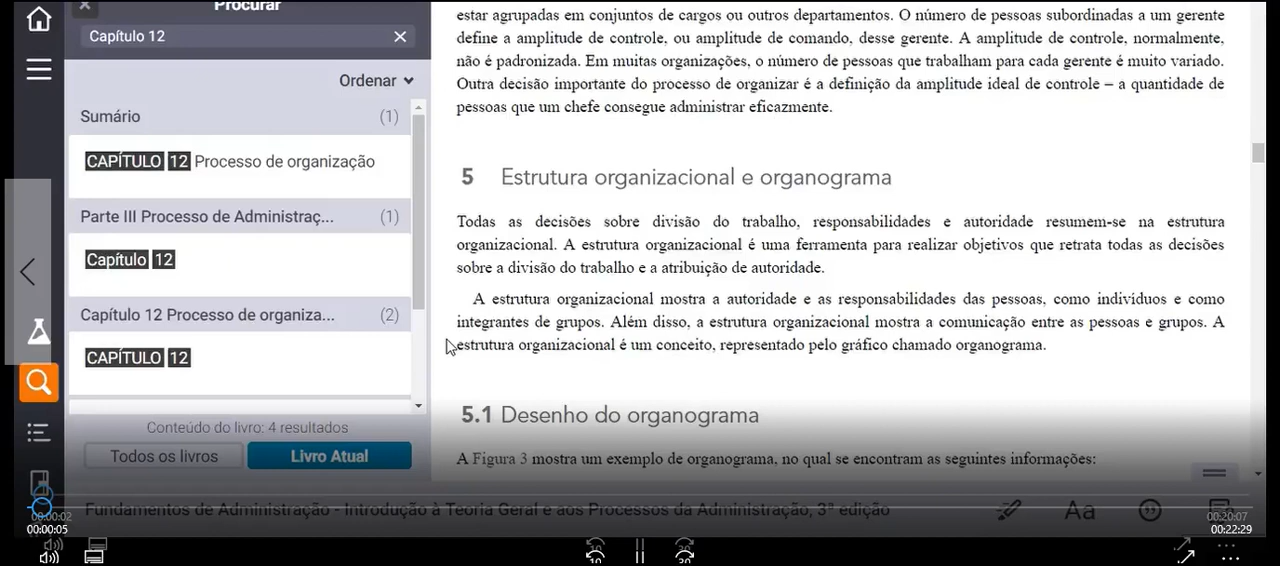 Procurar
Capítulo 12
Ordenar
Sumário (1)
CAPÍTULO 12 Processo de organização
Parte III Processo de Administraç... (1)
Capítulo 12
Capítulo 12 Processo de organiza... (2)
CAPÍTULO 12
Conteúdo do livro: 4 resultados
Todos os livros
Livro Atual
estar agrupadas em conjuntos de cargos ou outros departamentos. O número de pessoas subordinadas a um gerente
define a amplitude de controle, ou amplitude de comando, desse gerente. A amplitude de controle, normalmente,
não é padronizada. Em muitas organizações, o número de pessoas que trabalham para cada gerente é muito variado.
Outra decisão importante do processo de organizar é a definição da amplitude ideal de controle – a quantidade de
pessoas que um chefe consegue administrar eficazmente.
5 Estrutura organizacional e organograma
Todas as decisões sobre divisão do trabalho, responsabilidades e autoridade resumem-se na estrutura
organizacional. A estrutura organizacional é uma ferramenta para realizar objetivos que retrata todas as decisões
sobre a divisão do trabalho e a atribuição de autoridade.
A estrutura organizacional mostra a autoridade e as responsabilidades das pessoas, como indivíduos e como
integrantes de grupos. Além disso, a estrutura organizacional mostra a comunicação entre as pessoas e grupos. A
estrutura organizacional é um conceito, representado pelo gráfico chamado organograma.
5.1 Desenho do organograma
A Figura 3 mostra um exemplo de organograma, no qual se encontram as seguintes informações:
Fundamentos de Administração - Introdução à Teoria Geral e aos Processos da Administração, 3ª edição
Aa
00:00:02
00:20:07
00:00:05
00:22:29
10
30
10
30